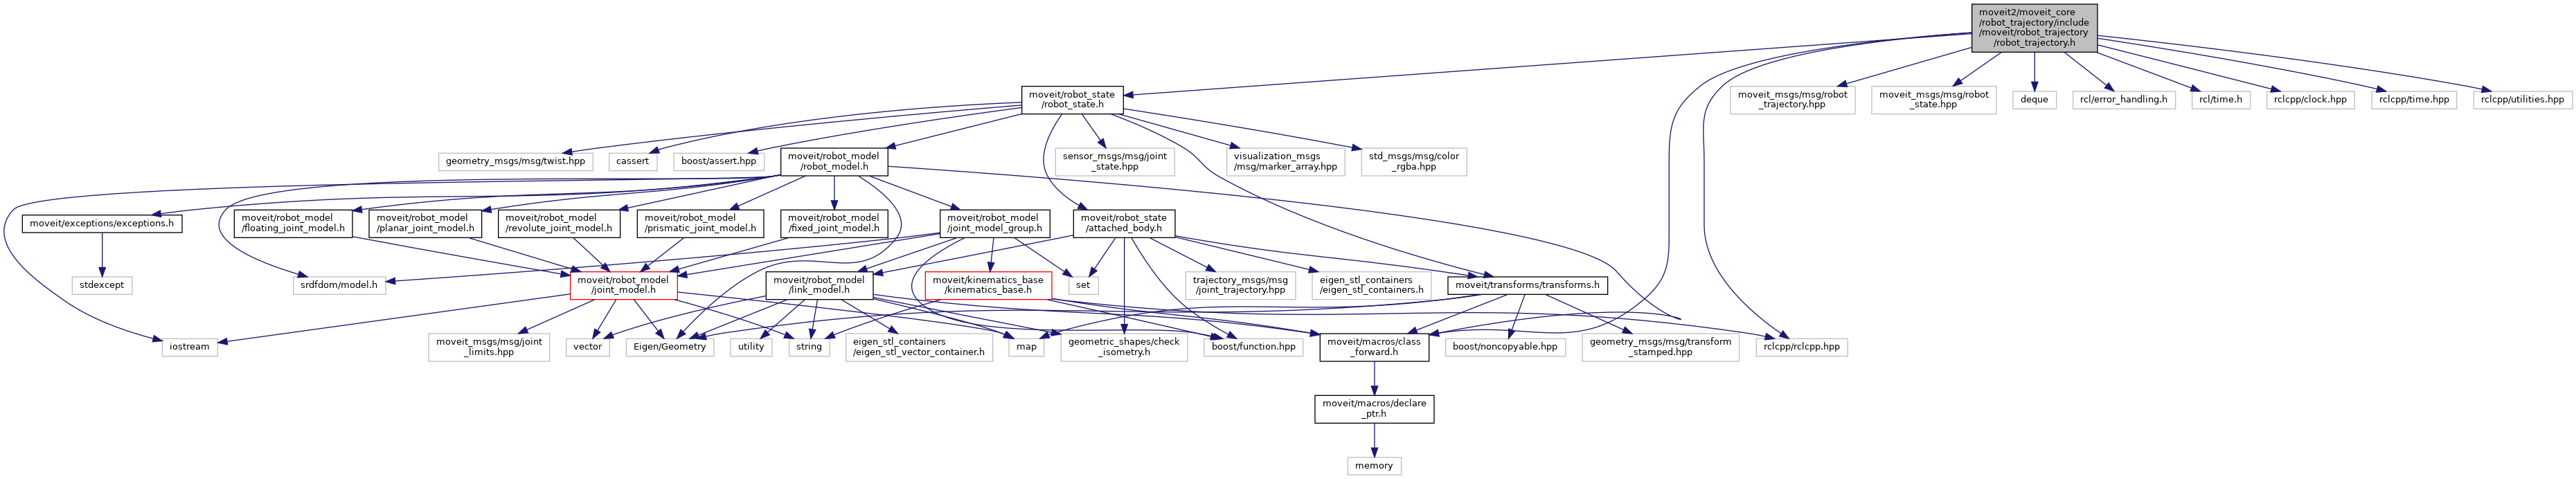 moveit2/moveit_core
/robot_trajectory/include
/moveit/robot_trajectory
/robot_trajectory.h
moveit/robot_state
/robot_state.h
moveit_msgs/msg/robot
_trajectory.hpp
moveit_msgs/msg/robot
_state.hpp
deque
rcl/error_handling.h
rcl/time.h
rclcpp/clock.hpp
rclcpp/time.hpp
rclcpp/utilities.hpp
geometry_msgs/msg/twist.hpp
cassert
boost/assert.hpp
moveit/robot_model
/robot_model.h
sensor_msgs/msg/joint
_state.hpp
visualization_msgs
/msg/marker_array.hpp
std_msgs/msg/color
_rgba.hpp
moveit/exceptions/exceptions.h
moveit/robot_model
/floating_joint_model.h
moveit/robot_model
/planar_joint_model.h
moveit/robot_model
/revolute_joint_model.h
moveit/robot_model
/prismatic_joint_model.h
moveit/robot_model
/fixed_joint_model.h
moveit/robot_model
/joint_model_group.h
moveit/robot_state
/attached_body.h
stdexcept
srdfdom/model.h
moveit/robot_model
/joint_model.h
moveit/robot_model
/link_model.h
moveit/kinematics_base
/kinematics_base.h
set
trajectory_msgs/msg
/joint_trajectory.hpp
eigen_stl_containers
/eigen_stl_containers.h
moveit/transforms/transforms.h
iostream
moveit_msgs/msg/joint
_limits.hpp
vector
Eigen/Geometry
utility
string
eigen_stl_containers
/eigen_stl_vector_container.h
map
geometric_shapes/check
_isometry.h
boost/function.hpp
moveit/macros/class
_forward.h
boost/noncopyable.hpp
geometry_msgs/msg/transform
_stamped.hpp
rclcpp/rclcpp.hpp
moveit/macros/declare
_ptr.h
memory